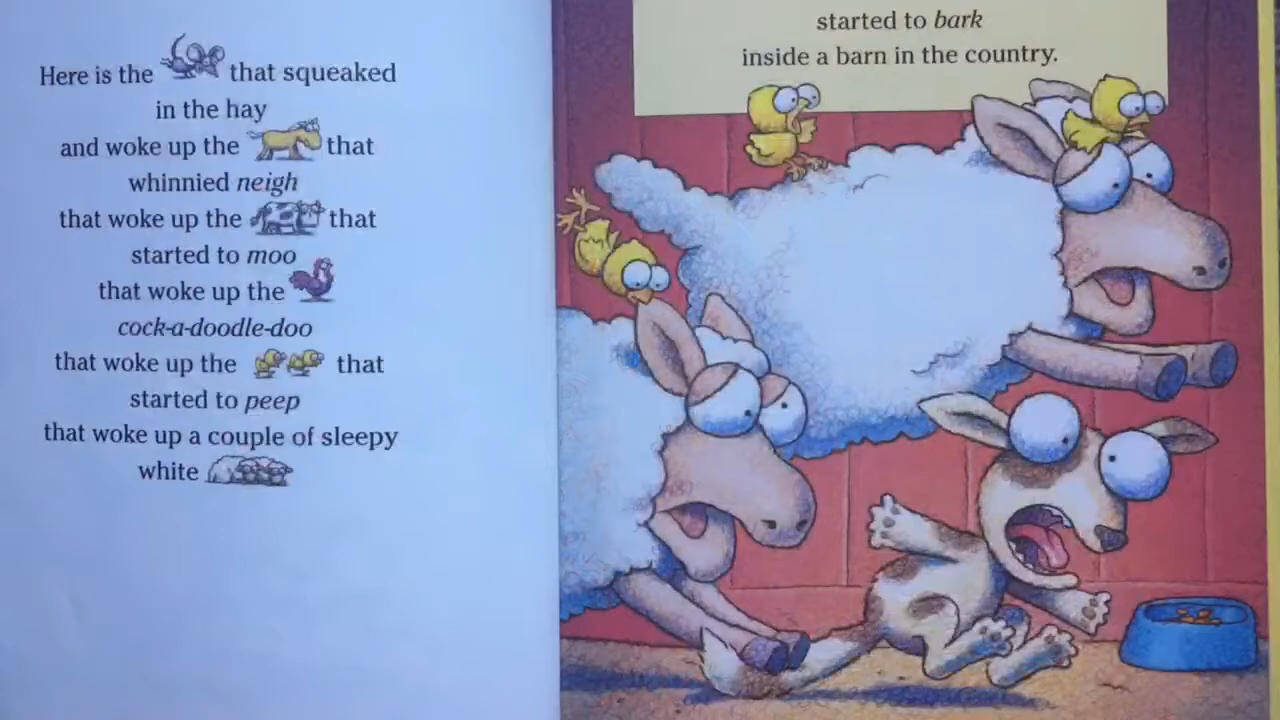 Here is the that squeaked
in the hay
and woke up the that
whinnied neigh
that woke up the that
started to moo
that woke up the
cock-a-doodle-doo
that woke up the that
started to peep
that woke up a couple of sleepy
white
started to bark
inside a barn in the country.